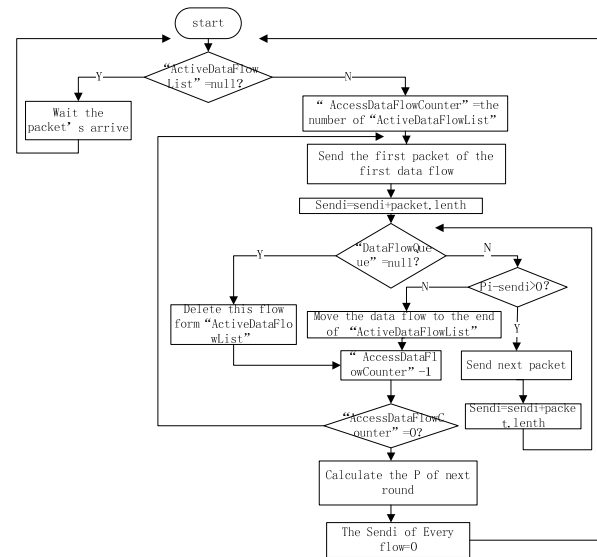 start
“ActiveDataFlow
List”=null?
Y
N
Wait the
packet’s arrive
“ AccessDataFlowCounter”=the
number of “ActiveDataFlowList”
Send the first packet of the
first data flow
Sendi=sendi+packet.lenth
“DataFlowQue
ue”=null?
Y
N
Pi-sendi>0?
N
Y
Delete this flow
form “ActiveDataFlo
wList”
Move the data flow to the end
of “ActiveDataFlowList”
Send next packet
“ AccessDataFl
owCounter”-1
Sendi=sendi+packe
t.lenth
“AccessDataFlowC
ounter”=0?
Calculate the P of next
round
The Sendi of Every
flow=0